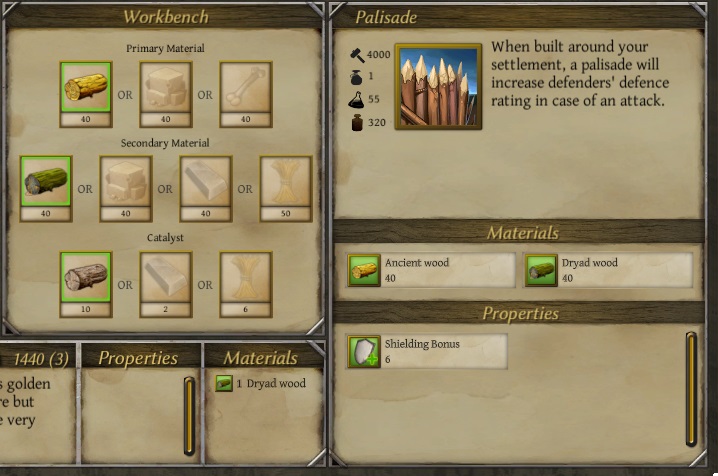 Workbench
Primary Material
OR OR
40 40 40
Secondary Material
OR OR OR
40 40 40 50
Catalyst
OR OR
10 2 6
1440 (3)
s golden
re but
e very
Properties
Materials
1 Dryad wood
Palisade
4000
1
55
320
When built around your
settlement, a palisade will
increase defenders' defence
rating in case of an attack.
Materials
Ancient wood
40
Dryad wood
40
Properties
Shielding Bonus
6